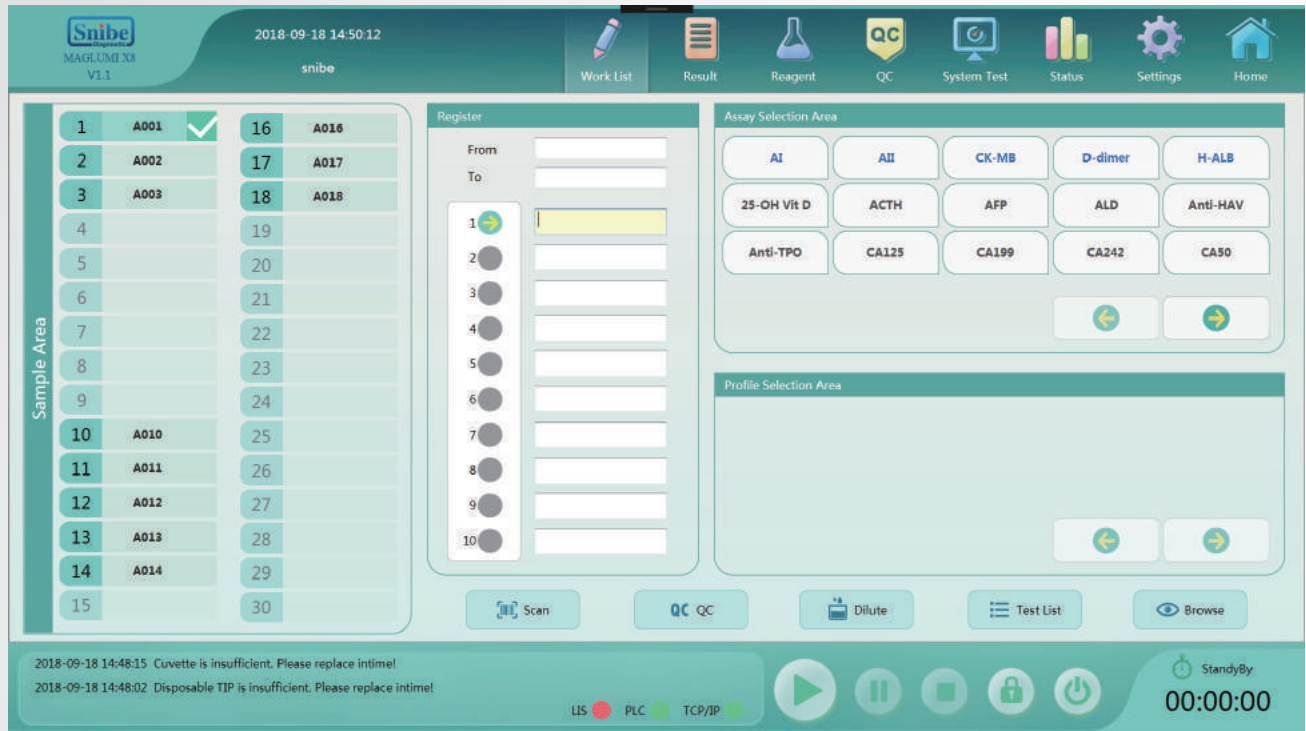 Snibe
Diagnostics
MAGLUMI X8
V1.1
2018-09-18 14:50:12
snibe
Work List
Result
Reagent
QC
QC
System Test
Status
Settings
Home
Sample Area
1 A001
2 A002
3 A003
4
5
6
7
8
9
10 A010
11 A011
12 A012
13 A013
14 A014
15
16 A016
17 A017
18 A018
19
20
21
22
23
24
25
26
27
28
29
30
Register
From
To
1
2
3
4
5
6
7
8
9
10
Assay Selection Area
AI AII CK-MB D-dimer H-ALB
25-OH Vit D ACTH AFP ALD Anti-HAV
Anti-TPO CA125 CA199 CA242 CA50
Profile Selection Area
Scan
QC QC
Dilute
Test List
Browse
2018-09-18 14:48:15 Cuvette is insufficient. Please replace intime!
2018-09-18 14:48:02 Disposable TIP is insufficient. Please replace intime!
LIS PLC TCP/IP
StandyBy
00:00:00